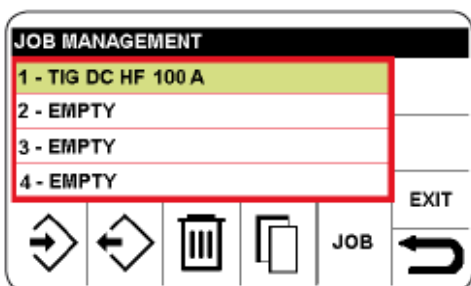 JOB MANAGEMENT
1 - TIG DC HF 100 A
2 - EMPTY
3 - EMPTY
4 - EMPTY
EXIT
JOB